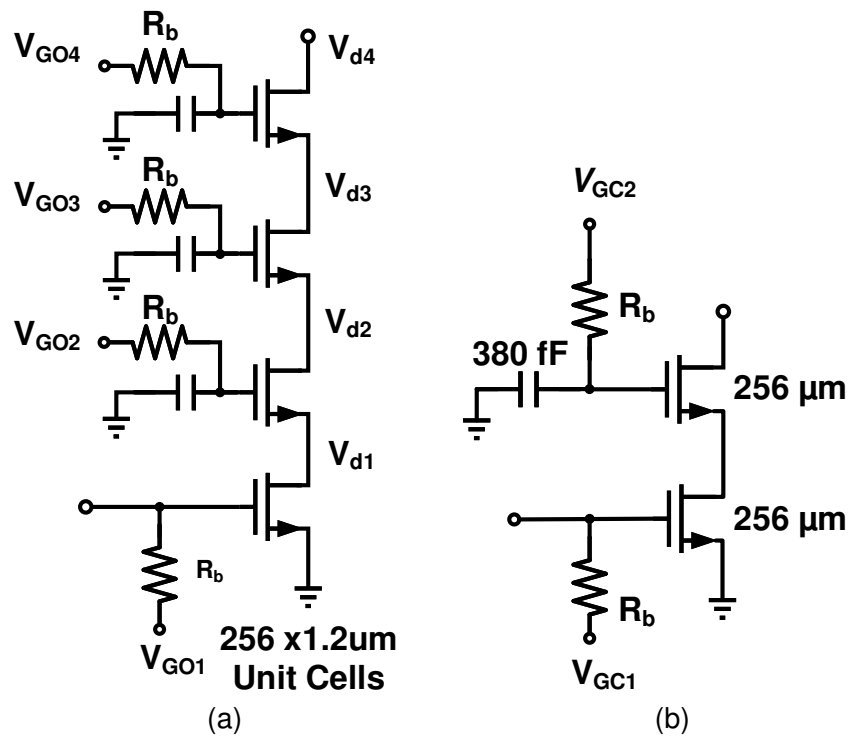 R_b
V_GO4
V_d4
R_b
V_GO3
V_d3
R_b
V_GO2
V_d2
V_d1
R_b
V_GO1
256 x1.2um
Unit Cells
(a)
V_GC2
R_b
380 fF
256 µm
256 µm
R_b
V_GC1
(b)